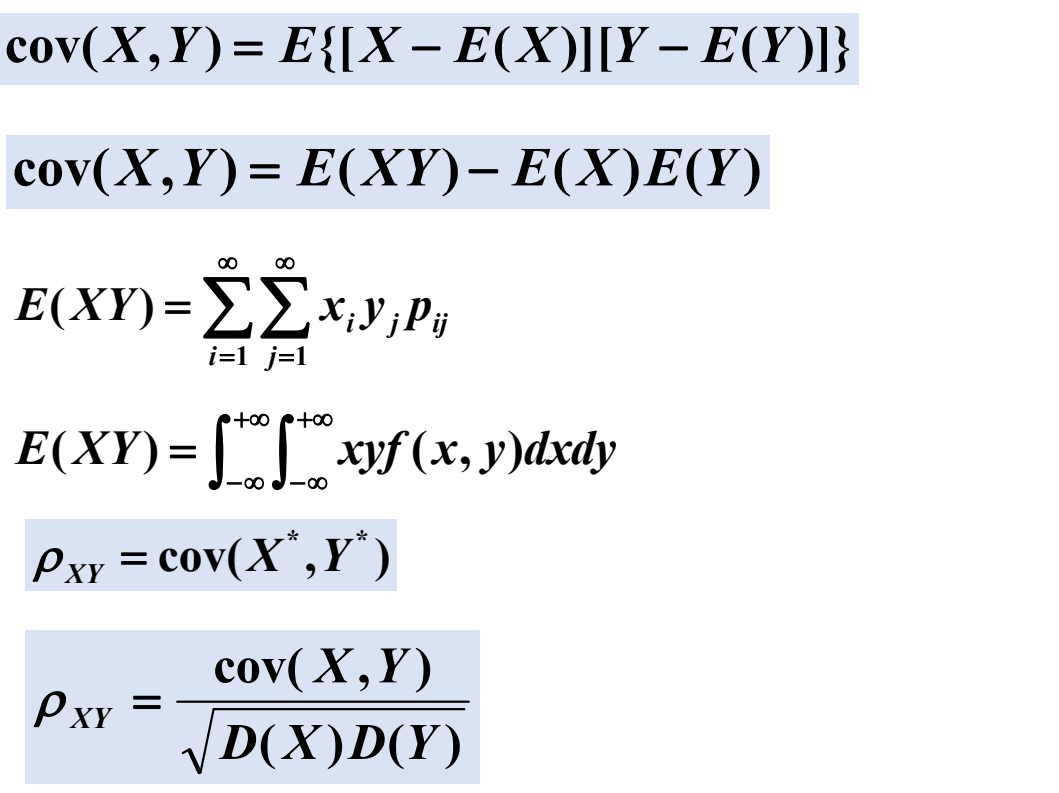 cov(X,Y) = E{[X − E(X)][Y − E(Y)]}
cov(X,Y) = E(XY) − E(X)E(Y)
E(XY) = ∑_{i=1}^{∞} ∑_{j=1}^{∞} x_i y_j p_{ij}
E(XY) = ∫_{−∞}^{+∞} ∫_{−∞}^{+∞} xyf(x, y)dxdy
ρ_{XY} = cov(X^*, Y^*)
ρ_{XY} = cov(X,Y) / √(D(X)D(Y))